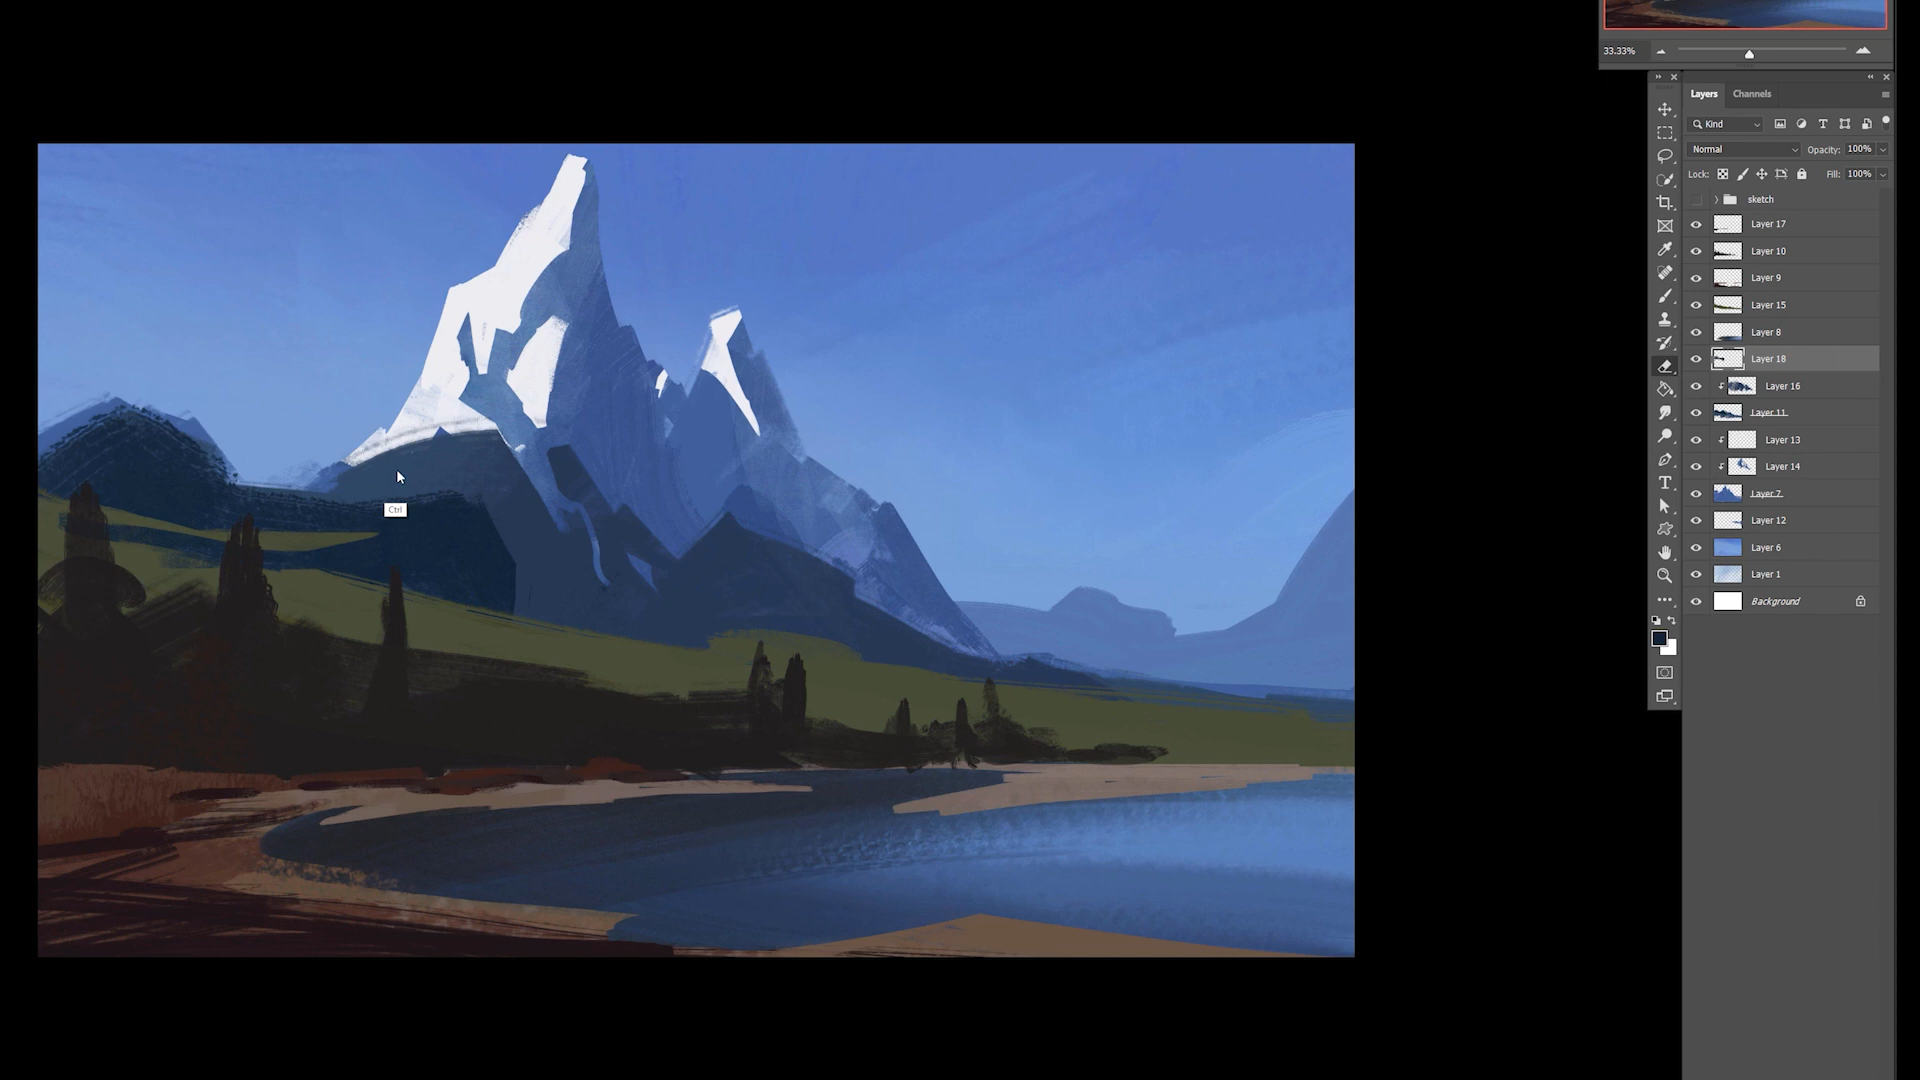 33.33%
Layers Channels
Kind
Normal Opacity: 100%
Lock: Fill: 100%
sketch
Layer 17
Layer 10
Layer 9
Layer 15
Layer 8
Layer 18
Layer 16
Layer 11
Layer 13
Layer 14
Layer 7
Layer 12
Layer 6
Layer 1
Background
Ctrl